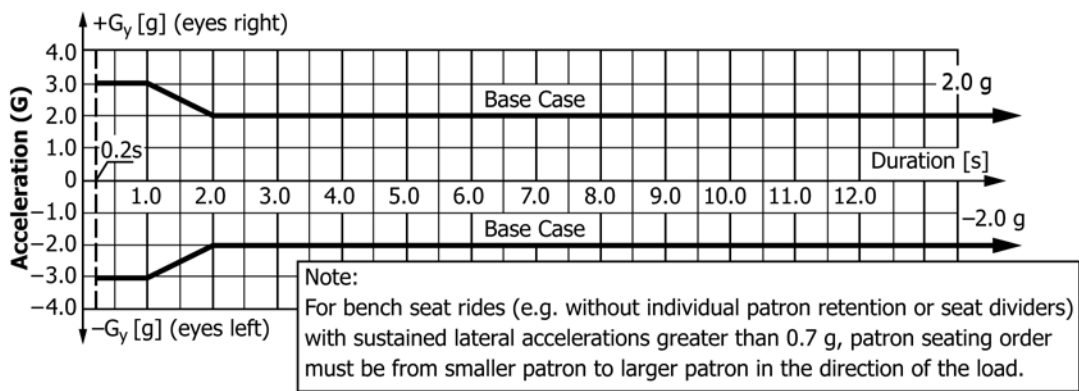 +Gy [g] (eyes right)
4.0
3.0
2.0
1.0
0
−1.0
−2.0
−3.0
−4.0
Acceleration (G)
0.2s
Base Case
2.0 g
Duration [s]
1.0 2.0 3.0 4.0 5.0 6.0 7.0 8.0 9.0 10.0 11.0 12.0
Base Case
−2.0 g
−Gy [g] (eyes left)
Note:
For bench seat rides (e.g. without individual patron retention or seat dividers)
with sustained lateral accelerations greater than 0.7 g, patron seating order
must be from smaller patron to larger patron in the direction of the load.